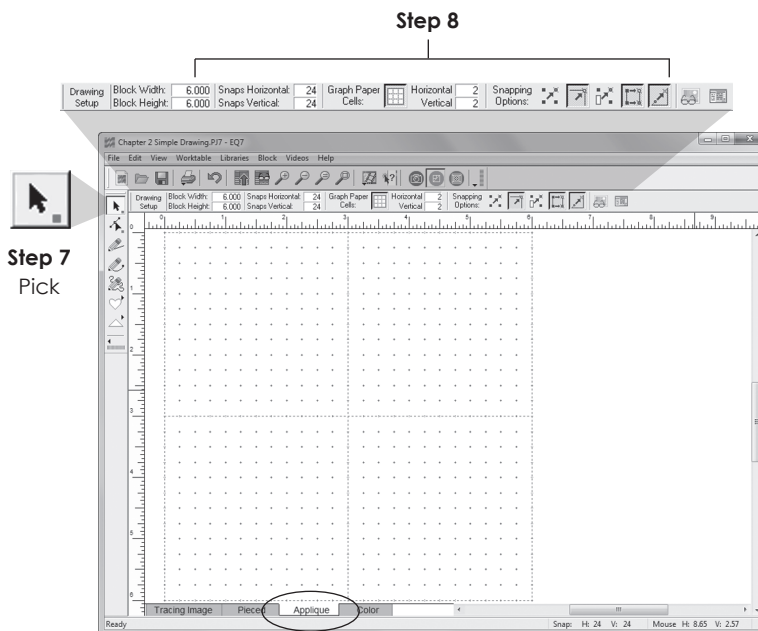 Step 8
Drawing Setup Block Width: 6.000 Snaps Horizontal: 24 Graph Paper Cells: Horizontal 2 Snapping Options:
Block Height: 6.000 Snaps Vertical: 24 Vertical 2
Chapter 2 Simple Drawing.PJ7 - EQ7
File Edit View Worktable Libraries Block Videos Help
Drawing Setup Block Width: 6.000 Snaps Horizontal: 24 Graph Paper Cells: Horizontal 2 Snapping Options:
Block Height: 6.000 Snaps Vertical: 24 Vertical 2
Step 7
Pick
0 1 2 3 4 5 6 7 8 9
0
1
2
3
4
5
6
Tracing Image Pieced Applique Color
Ready Snap: H: 24 V: 24 Mouse H: 8.65 V: 2.57